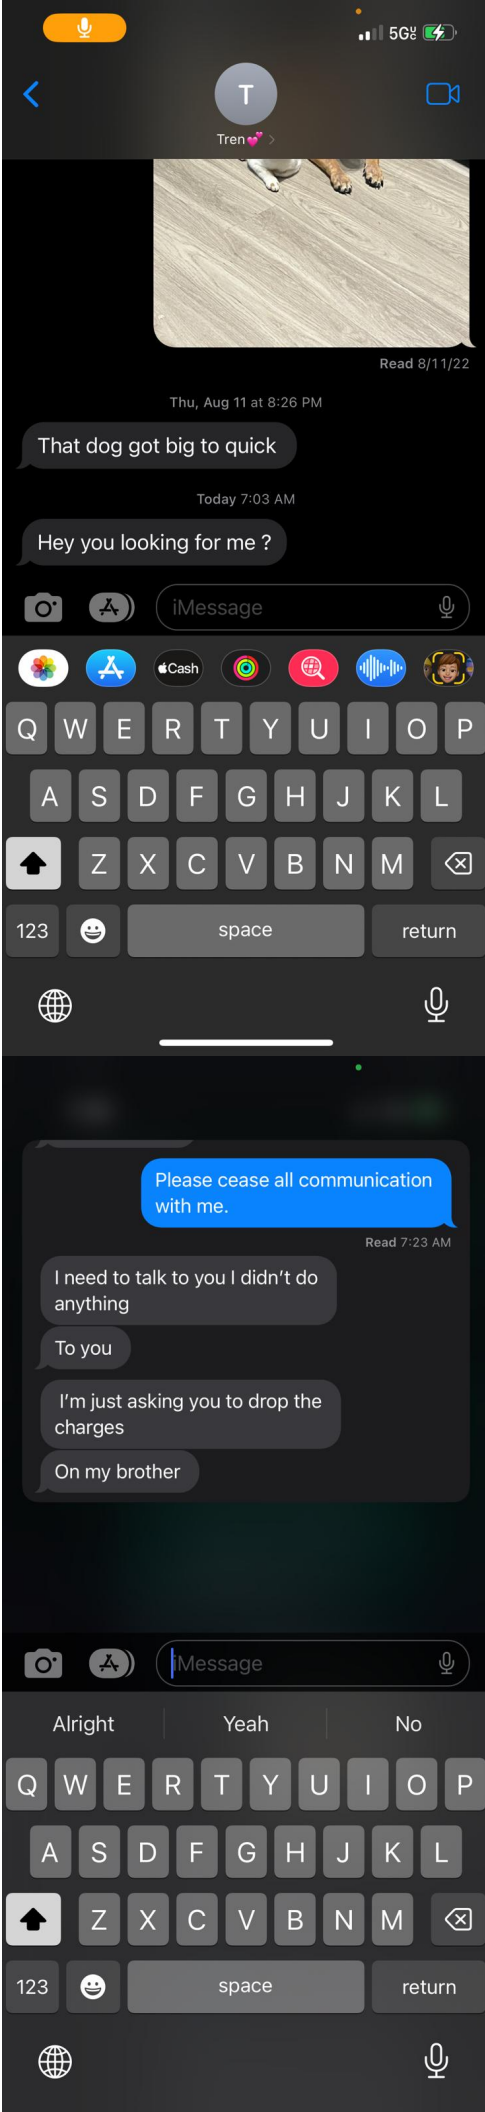 5G UC
T
Tren💕 >
Read 8/11/22
Thu, Aug 11 at 8:26 PM
That dog got big to quick
Today 7:03 AM
Hey you looking for me ?
iMessage
Cash
Q W E R T Y U I O P
A S D F G H J K L
Z X C V B N M
123 space return
Please cease all communication
with me.
Read 7:23 AM
I need to talk to you I didn't do
anything
To you
I'm just asking you to drop the
charges
On my brother
iMessage
Alright Yeah No
Q W E R T Y U I O P
A S D F G H J K L
Z X C V B N M
123 space return